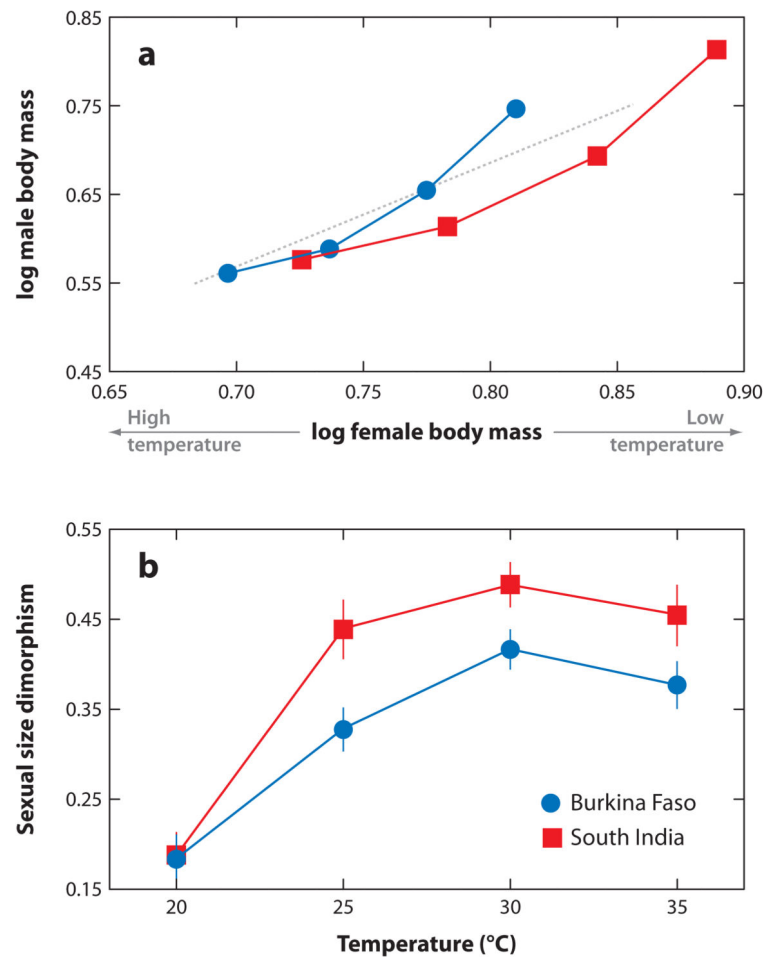 a
0.85
0.75
0.65
0.55
0.45
log male body mass
0.65
0.70
0.75
0.80
0.85
0.90
High
temperature
log female body mass
Low
temperature
b
0.55
0.45
0.35
0.25
0.15
Sexual size dimorphism
Burkina Faso
South India
20
25
30
35
Temperature (°C)